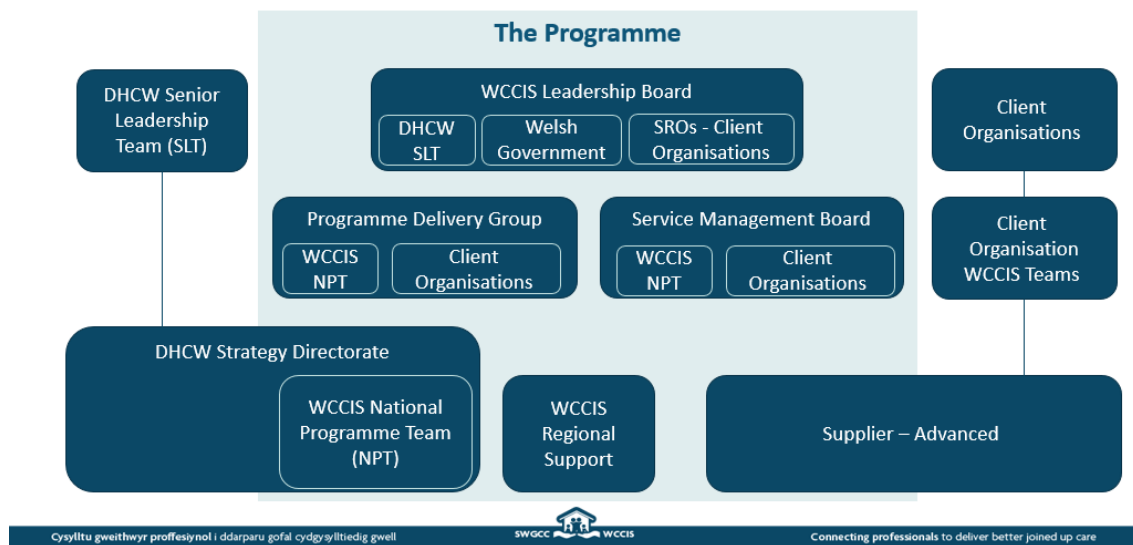 The Programme
DHCW Senior
Leadership
Team (SLT)
WCCIS Leadership Board
DHCW
SLT
Welsh
Government
SROs - Client
Organisations
Client
Organisations
Programme Delivery Group
WCCIS
NPT
Client
Organisations
Service Management Board
WCCIS
NPT
Client
Organisations
Client
Organisation
WCCIS Teams
DHCW Strategy Directorate
WCCIS National
Programme Team
(NPT)
WCCIS
Regional
Support
Supplier – Advanced
Cysylltu gweithwyr proffesiynol i ddarparu gofal cydgysylltiedig gwell
SWGCC
WCCIS
Connecting professionals to deliver better joined up care